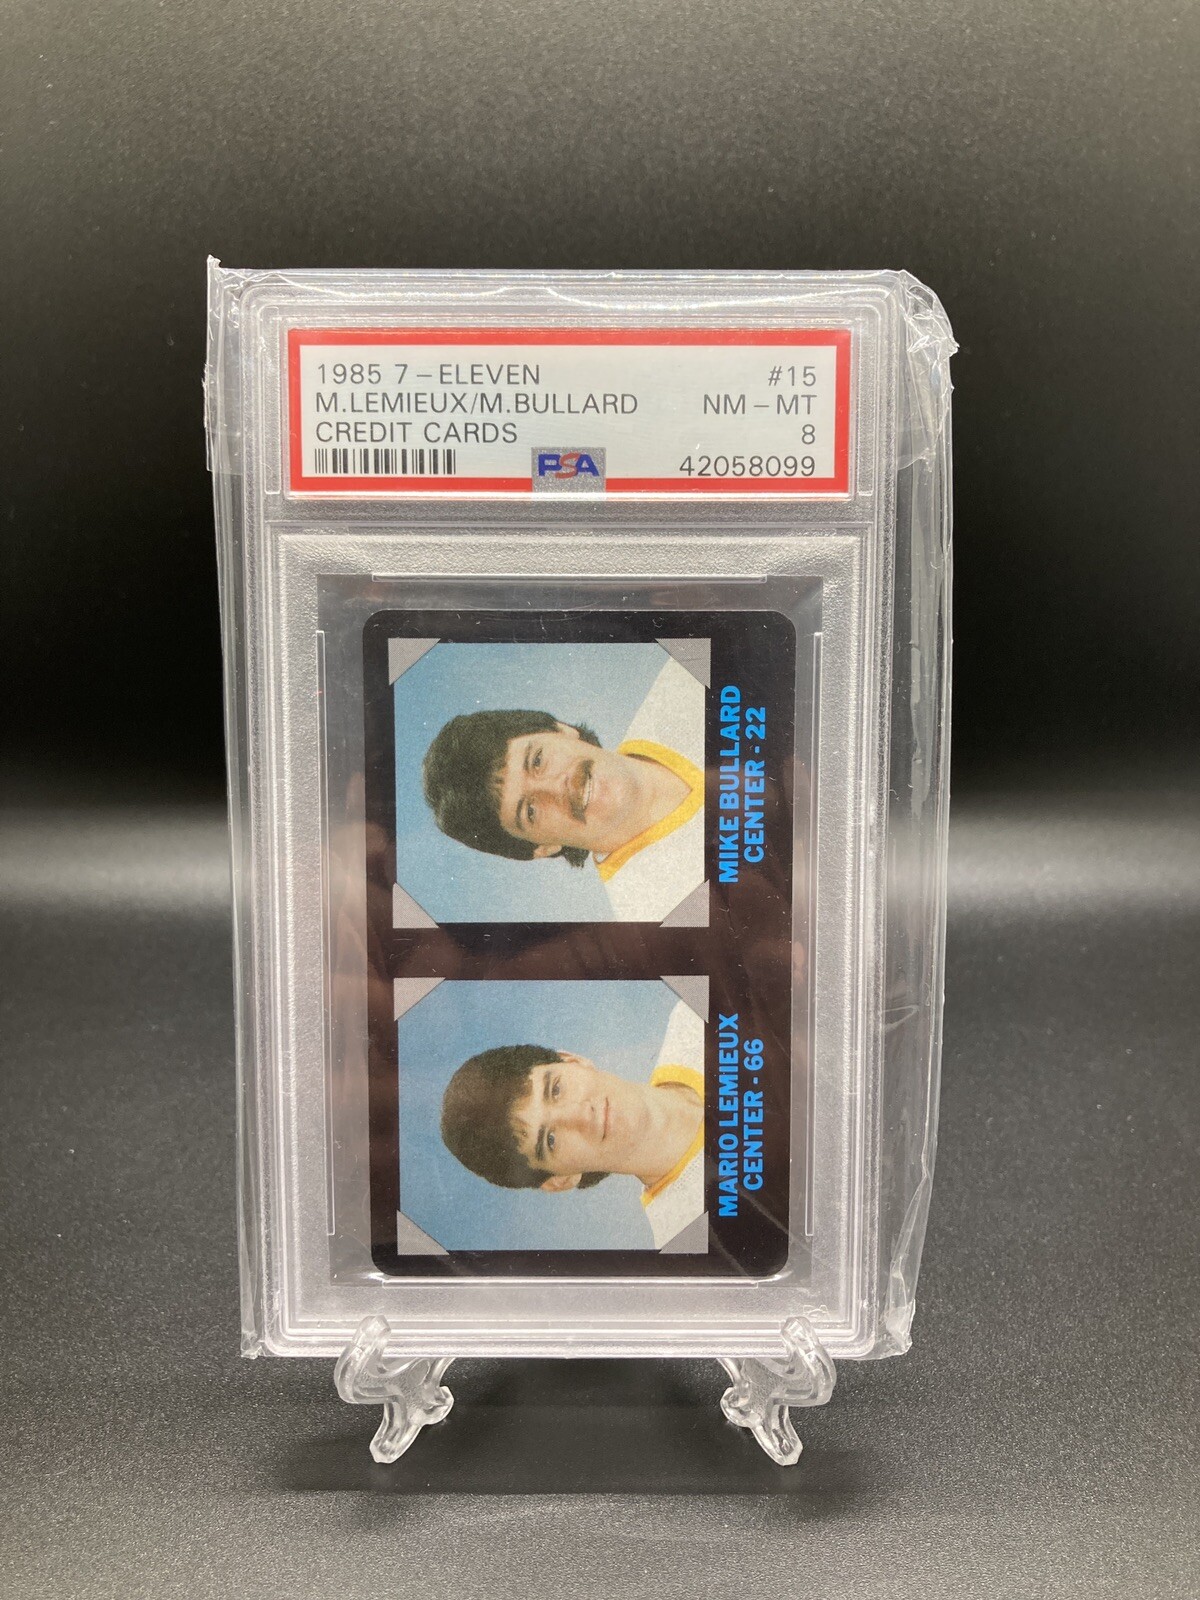 1985 7-ELEVEN #15
M.LEMIEUX/M.BULLARD NM-MT
CREDIT CARDS 8
PSA 42058099
MIKE BULLARD
CENTER - 22
MARIO LEMIEUX
CENTER - 66